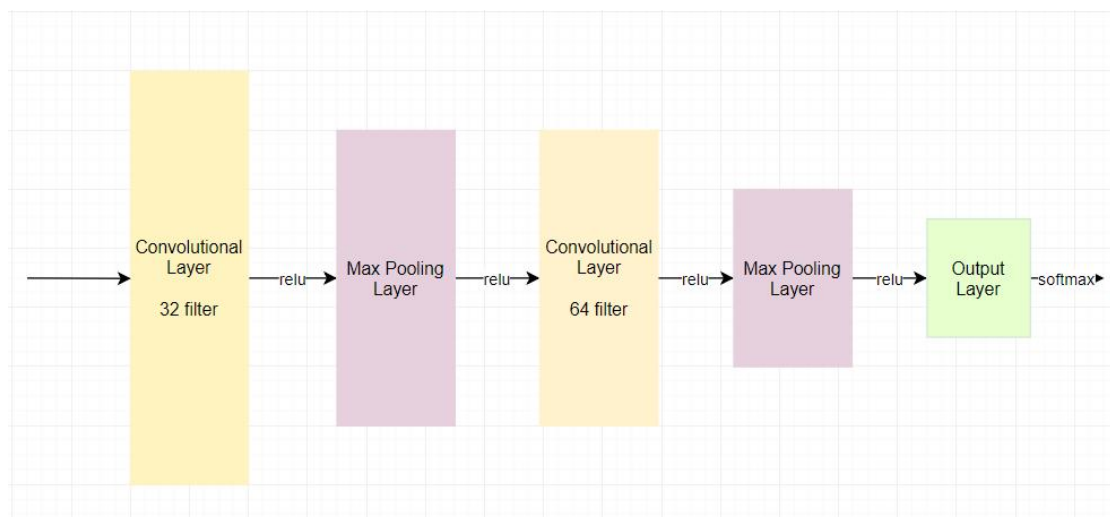 Convolutional
Layer
32 filter
relu
Max Pooling
Layer
relu
Convolutional
Layer
64 filter
relu
Max Pooling
Layer
relu
Output
Layer
softmax